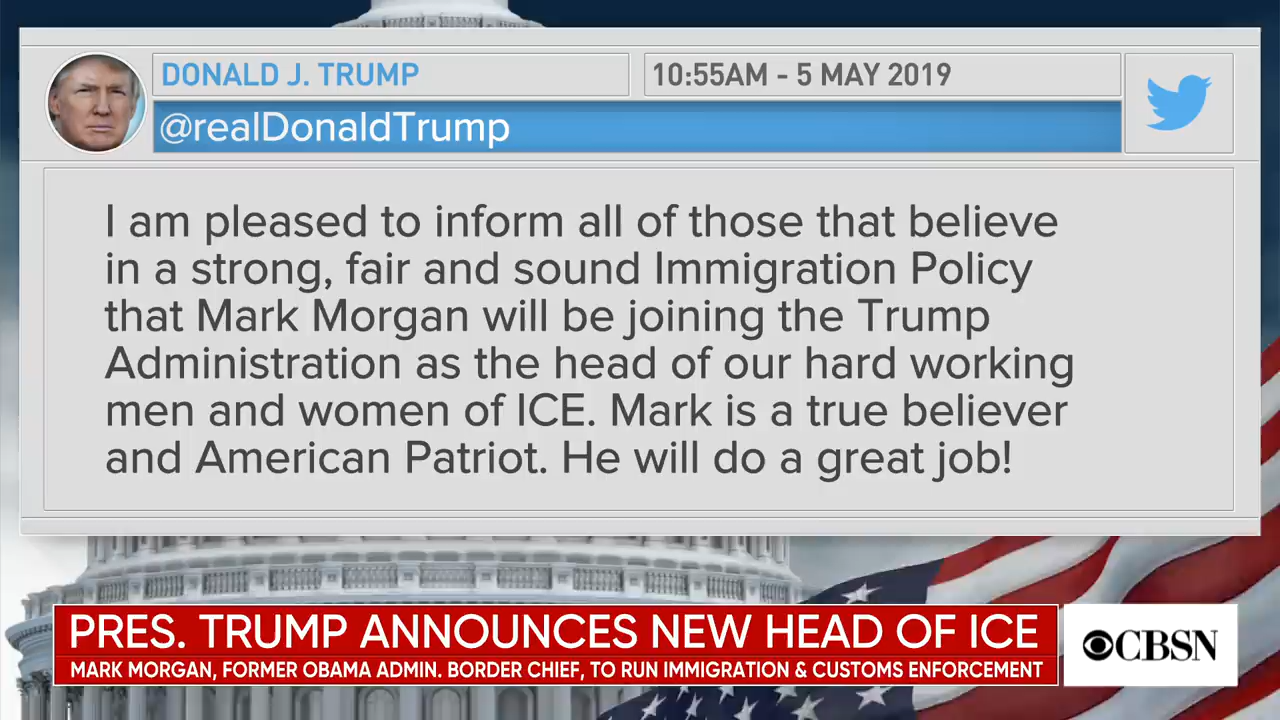 DONALD J. TRUMP
10:55AM - 5 MAY 2019
@realDonaldTrump
I am pleased to inform all of those that believe
in a strong, fair and sound Immigration Policy
that Mark Morgan will be joining the Trump
Administration as the head of our hard working
men and women of ICE. Mark is a true believer
and American Patriot. He will do a great job!
PRES. TRUMP ANNOUNCES NEW HEAD OF ICE
MARK MORGAN, FORMER OBAMA ADMIN. BORDER CHIEF, TO RUN IMMIGRATION & CUSTOMS ENFORCEMENT
CBSN